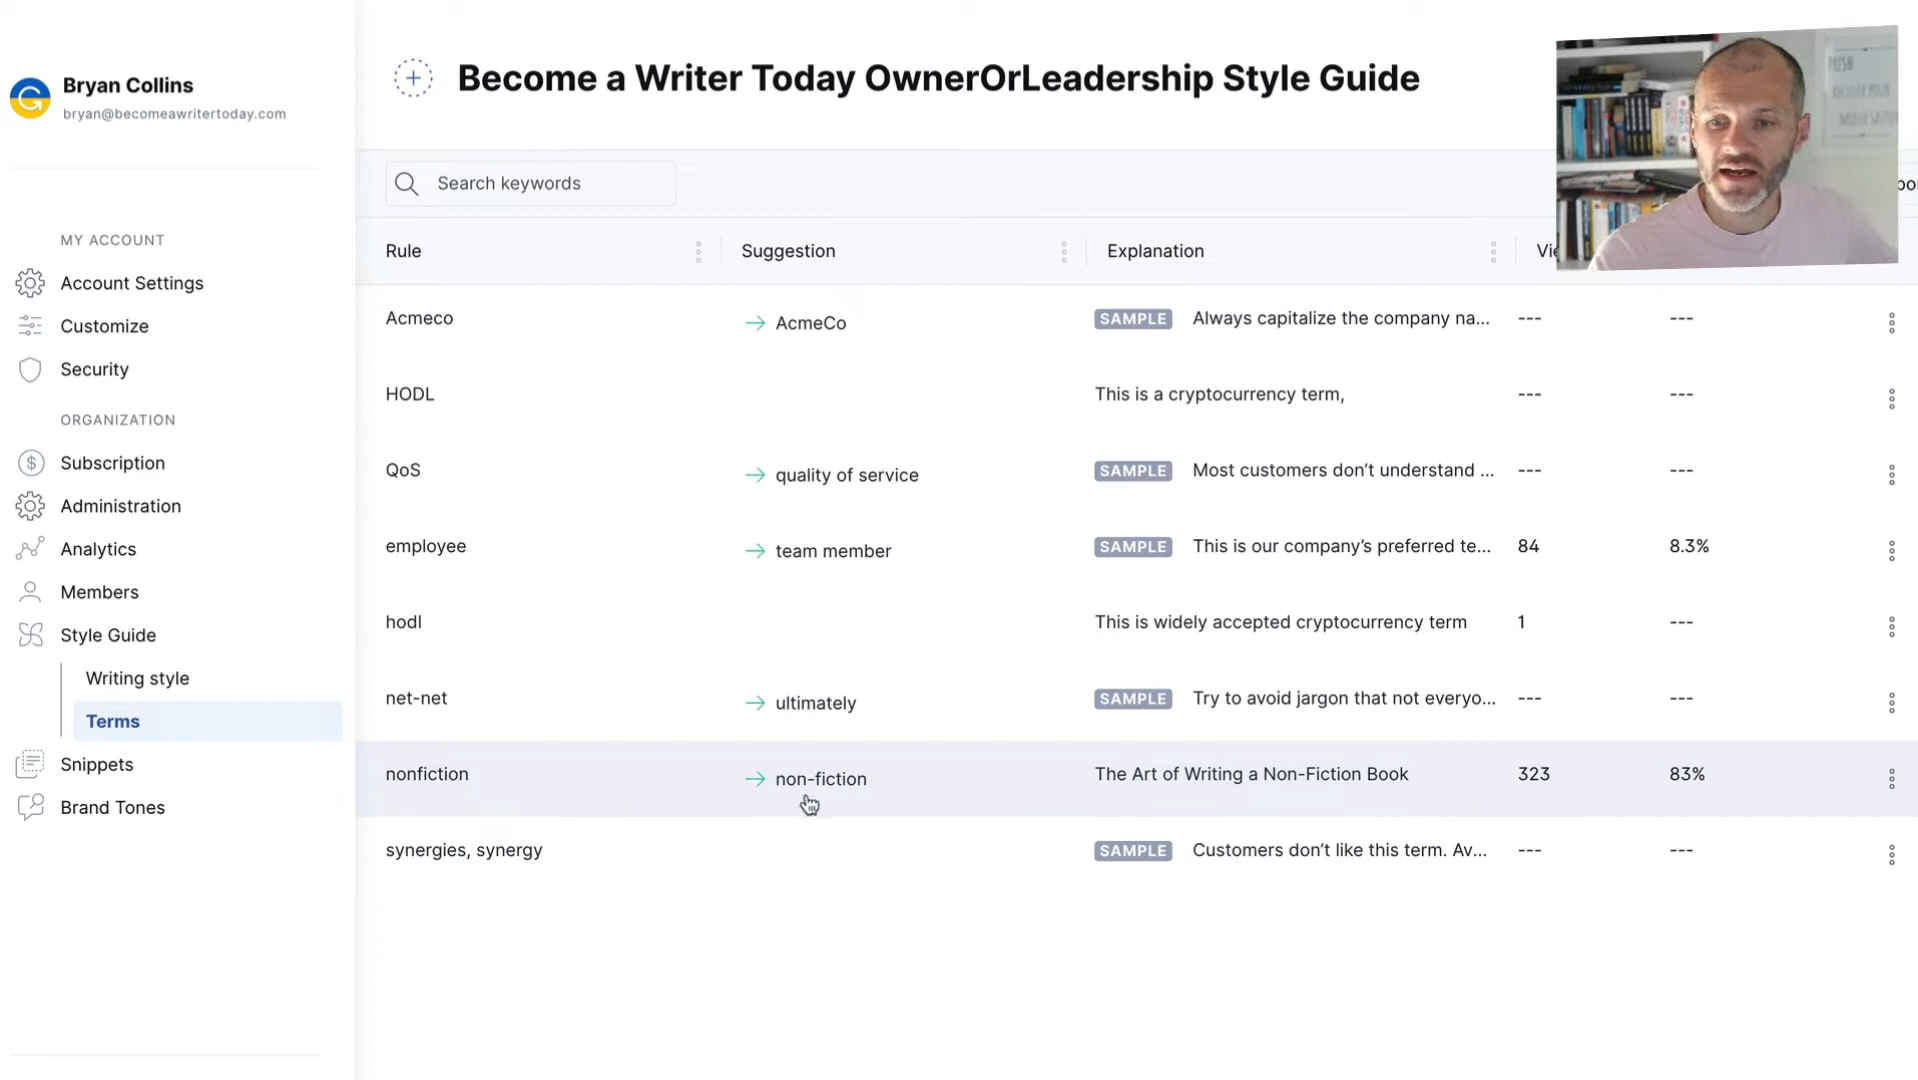 Bryan Collins
bryan@becomeawritertoday.com
MY ACCOUNT
Account Settings
Customize
Security
ORGANIZATION
Subscription
Administration
Analytics
Members
Style Guide
Writing style
Terms
Snippets
Brand Tones
Become a Writer Today OwnerOrLeadership Style Guide
Search keywords
Rule Suggestion Explanation
Acmeco → AcmeCo SAMPLE Always capitalize the company na... --- ---
HODL This is a cryptocurrency term, --- ---
QoS → quality of service SAMPLE Most customers don’t understand ... --- ---
employee → team member SAMPLE This is our company’s preferred te... 84 8.3%
hodl This is widely accepted cryptocurrency term 1 ---
net-net → ultimately SAMPLE Try to avoid jargon that not everyo... --- ---
nonfiction → non-fiction The Art of Writing a Non-Fiction Book 323 83%
synergies, synergy SAMPLE Customers don’t like this term. Av... --- ---
PUSH